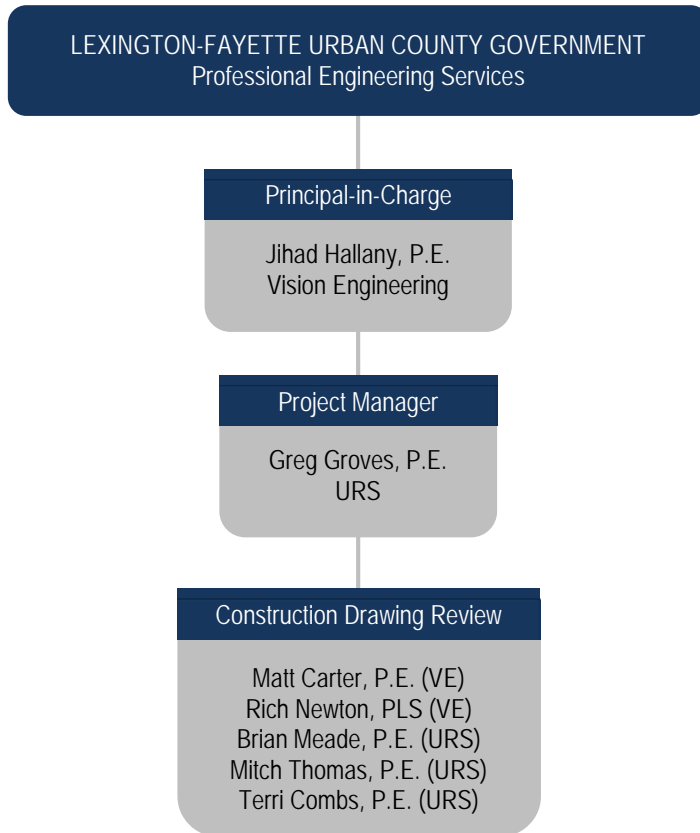 LEXINGTON-FAYETTE URBAN COUNTY GOVERNMENT
Professional Engineering Services
Principal-in-Charge
Jihad Hallany, P.E.
Vision Engineering
Project Manager
Greg Groves, P.E.
URS
Construction Drawing Review
Matt Carter, P.E. (VE)
Rich Newton, PLS (VE)
Brian Meade, P.E. (URS)
Mitch Thomas, P.E. (URS)
Terri Combs, P.E. (URS)